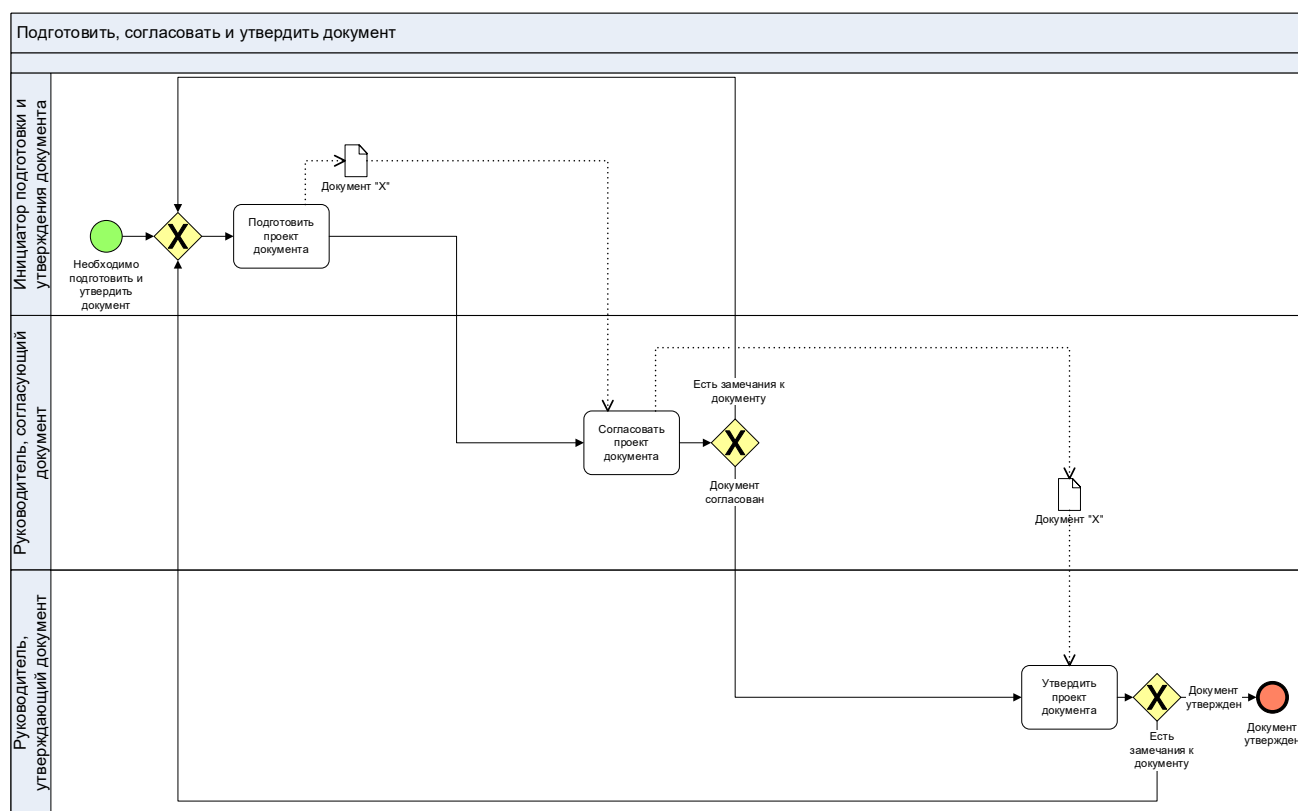 Подготовить, согласовать и утвердить документ
Инициатор подготовки и
утверждения документа
Документ "X"
Подготовить
проект
документа
Необходимо
подготовить и
утвердить
документ
Руководитель, согласующий
документ
Есть замечания к
документу
Согласовать
проект
документа
Документ
согласован
Документ "X"
Руководитель,
утверждающий документ
Утвердить
проект
документа
Документ
утвержден
Документ
утвержден
Есть
замечания к
документу